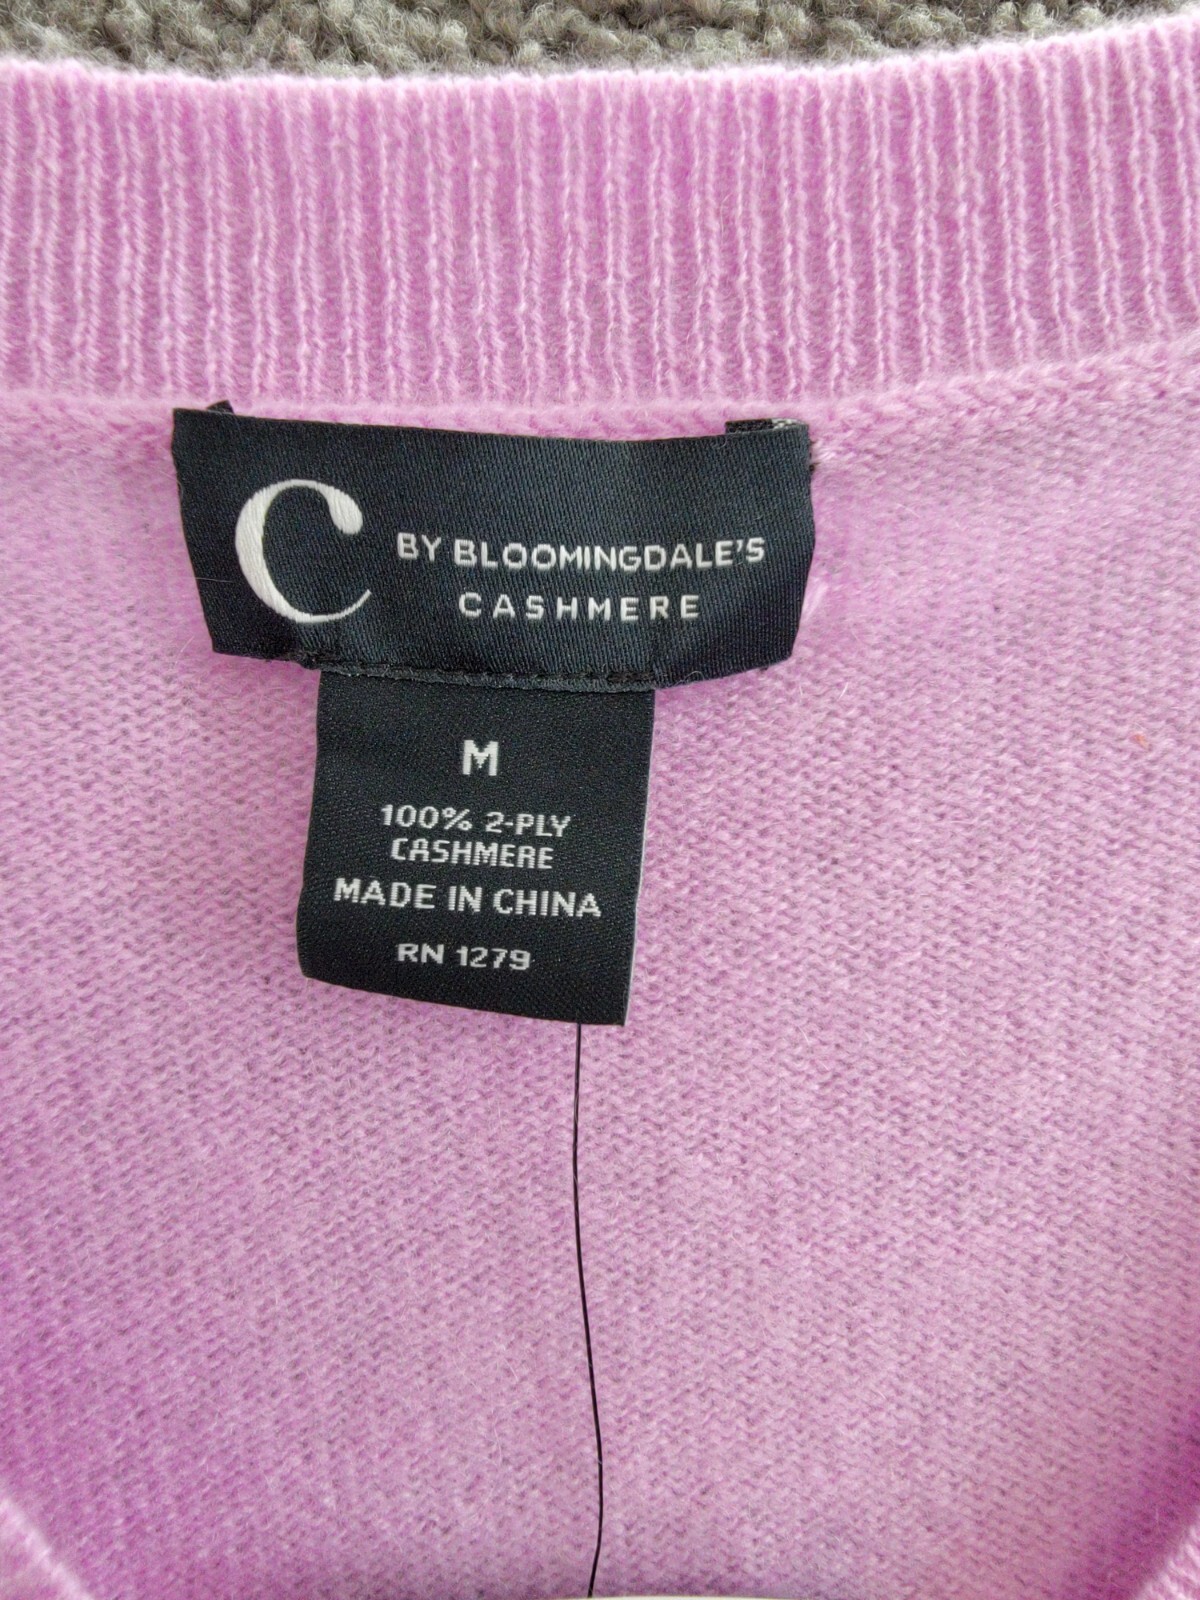 C BY BLOOMINGDALE'S
CASHMERE
M
100% 2-PLY
CASHMERE
MADE IN CHINA
RN 1279